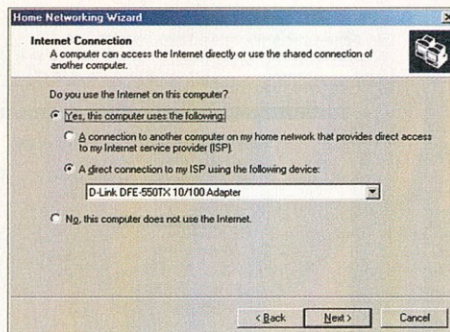 Home Networking Wizard
Internet Connection
A computer can access the Internet directly or use the shared connection of
another computer.
Do you use the Internet on this computer?
Yes, this computer uses the following:
A connection to another computer on my home network that provides direct access
to my Internet service provider (ISP).
A direct connection to my ISP using the following device:
D-Link DFE-550TX 10/100 Adapter
No, this computer does not use the Internet.
< Back Next > Cancel